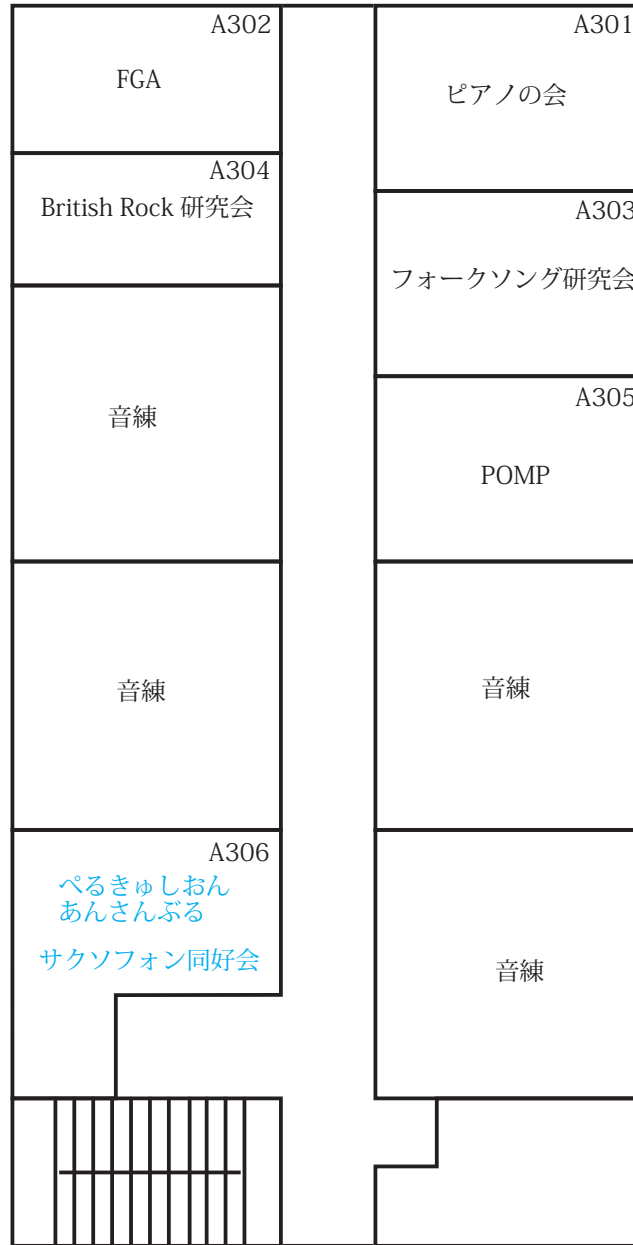 A302
FGA
A304
British Rock 研究会
音練
音練
A306
ぺるきゅしおん
あんさんぶる
サクソフォン同好会
A301
ピアノの会
A303
フォークソング研究会
A305
POMP
音練
音練